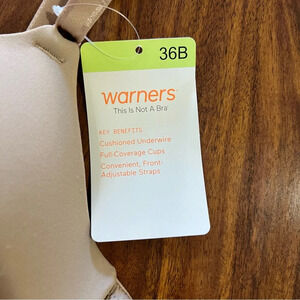 36B
warners
This Is Not A Bra
KEY BENEFITS
Cushioned Underwire
Full-Coverage Cups
Convenient, Front-
Adjustable Straps